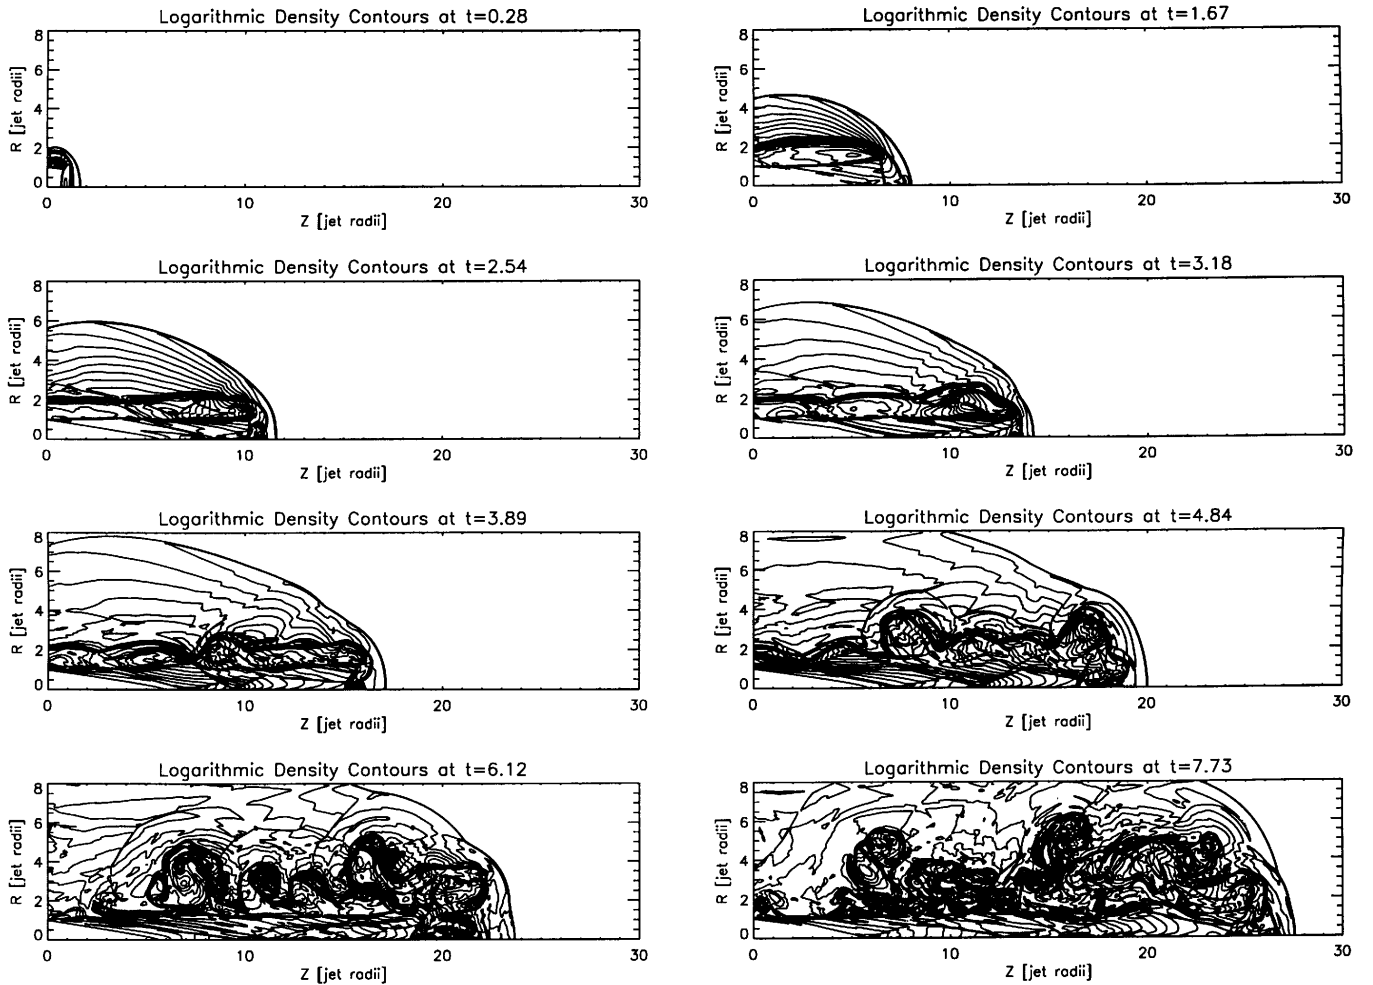 Logarithmic Density Contours at t=0.28
8
6
4
2
0
R [jet radii]
0 10 20 30
Z [jet radii]
Logarithmic Density Contours at t=1.67
8
6
4
2
0
R [jet radii]
0 10 20 30
Z [jet radii]
Logarithmic Density Contours at t=2.54
8
6
4
2
0
R [jet radii]
0 10 20 30
Z [jet radii]
Logarithmic Density Contours at t=3.18
8
6
4
2
0
R [jet radii]
0 10 20 30
Z [jet radii]
Logarithmic Density Contours at t=3.89
8
6
4
2
0
R [jet radii]
0 10 20 30
Z [jet radii]
Logarithmic Density Contours at t=4.84
8
6
4
2
0
R [jet radii]
0 10 20 30
Z [jet radii]
Logarithmic Density Contours at t=6.12
8
6
4
2
0
R [jet radii]
0 10 20 30
Z [jet radii]
Logarithmic Density Contours at t=7.73
8
6
4
2
0
R [jet radii]
0 10 20 30
Z [jet radii]